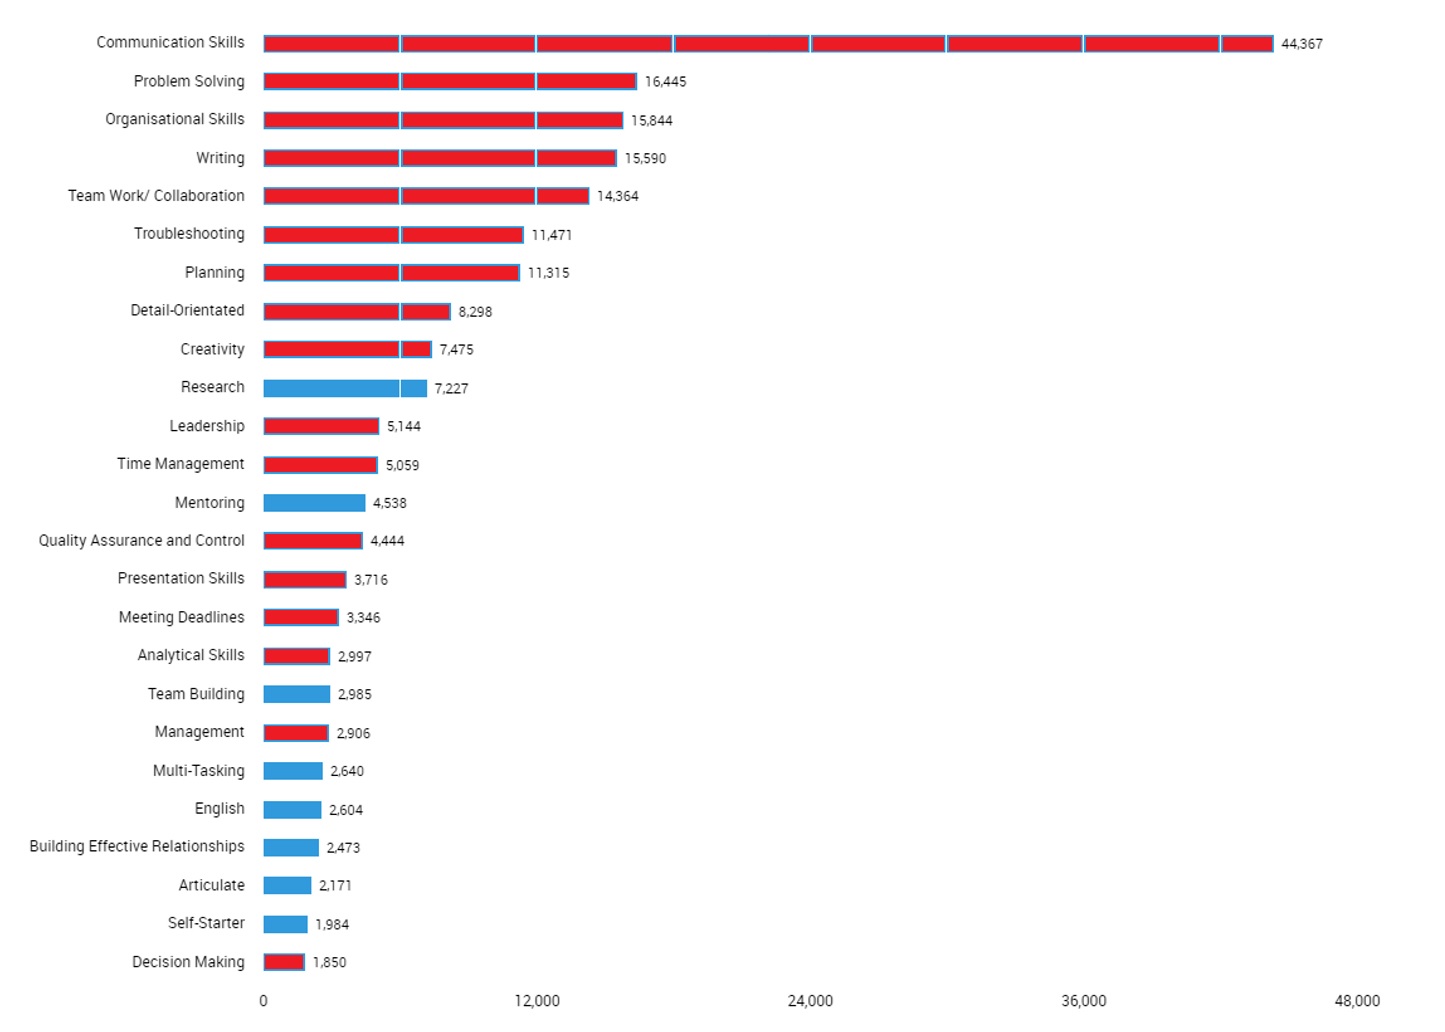 Communication Skills 44,367
Problem Solving 16,445
Organisational Skills 15,844
Writing 15,590
Team Work/ Collaboration 14,364
Troubleshooting 11,471
Planning 11,315
Detail-Orientated 8,298
Creativity 7,475
Research 7,227
Leadership 5,144
Time Management 5,059
Mentoring 4,538
Quality Assurance and Control 4,444
Presentation Skills 3,716
Meeting Deadlines 3,346
Analytical Skills 2,997
Team Building 2,985
Management 2,906
Multi-Tasking 2,640
English 2,604
Building Effective Relationships 2,473
Articulate 2,171
Self-Starter 1,984
Decision Making 1,850
0 12,000 24,000 36,000 48,000